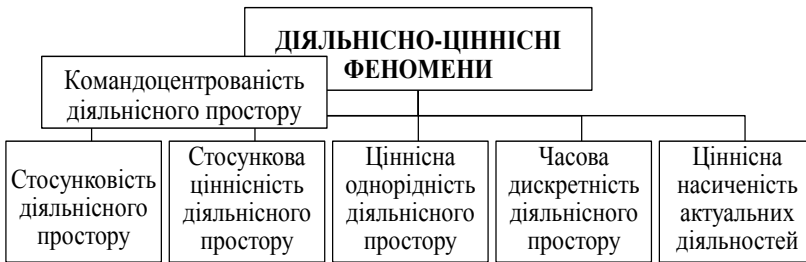 ДІЯЛЬНІСНО-ЦІННІСНІ
ФЕНОМЕНИ
Командоцентрованість
діяльнісного простору
Стосунковість
діяльнісного
простору
Стосункова
ціннісність
діяльнісного
простору
Ціннісна
однорідність
діяльнісного
простору
Часова
дискретність
діяльнісного
простору
Ціннісна
насиченість
актуальних
діяльностей